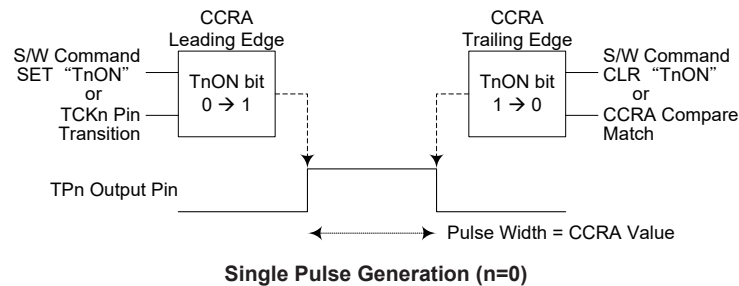 CCRA
Leading Edge
S/W Command
SET “TnON”
or
TCKn Pin
Transition
TnON bit
0 → 1
CCRA
Trailing Edge
TnON bit
1 → 0
S/W Command
CLR “TnON”
or
CCRA Compare
Match
TPn Output Pin
Pulse Width = CCRA Value
Single Pulse Generation (n=0)